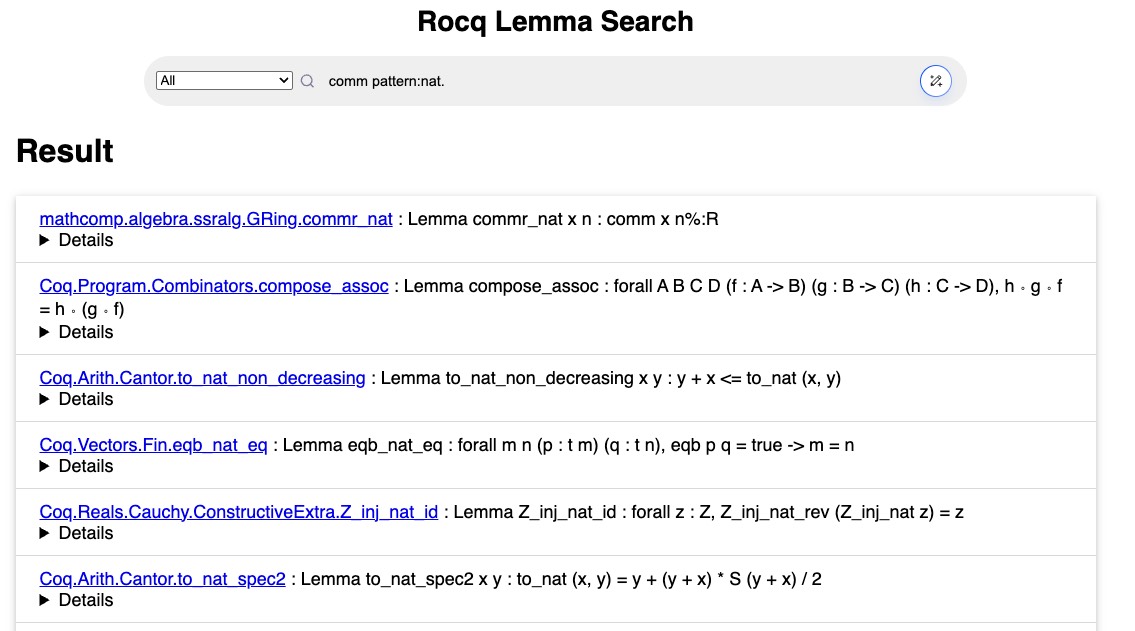 Rocq Lemma Search
All comm pattern:nat.
Result
mathcomp.algebra.ssralg.GRing.commr_nat : Lemma commr_nat x n : comm x n%:R
▶ Details
Coq.Program.Combinators.compose_assoc : Lemma compose_assoc : forall A B C D (f : A -> B) (g : B -> C) (h : C -> D), h ∘ g ∘ f
= h ∘ (g ∘ f)
▶ Details
Coq.Arith.Cantor.to_nat_non_decreasing : Lemma to_nat_non_decreasing x y : y + x <= to_nat (x, y)
▶ Details
Coq.Vectors.Fin.eqb_nat_eq : Lemma eqb_nat_eq : forall m n (p : t m) (q : t n), eqb p q = true -> m = n
▶ Details
Coq.Reals.Cauchy.ConstructiveExtra.Z_inj_nat_id : Lemma Z_inj_nat_id : forall z : Z, Z_inj_nat_rev (Z_inj_nat z) = z
▶ Details
Coq.Arith.Cantor.to_nat_spec2 : Lemma to_nat_spec2 x y : to_nat (x, y) = y + (y + x) * S (y + x) / 2
▶ Details